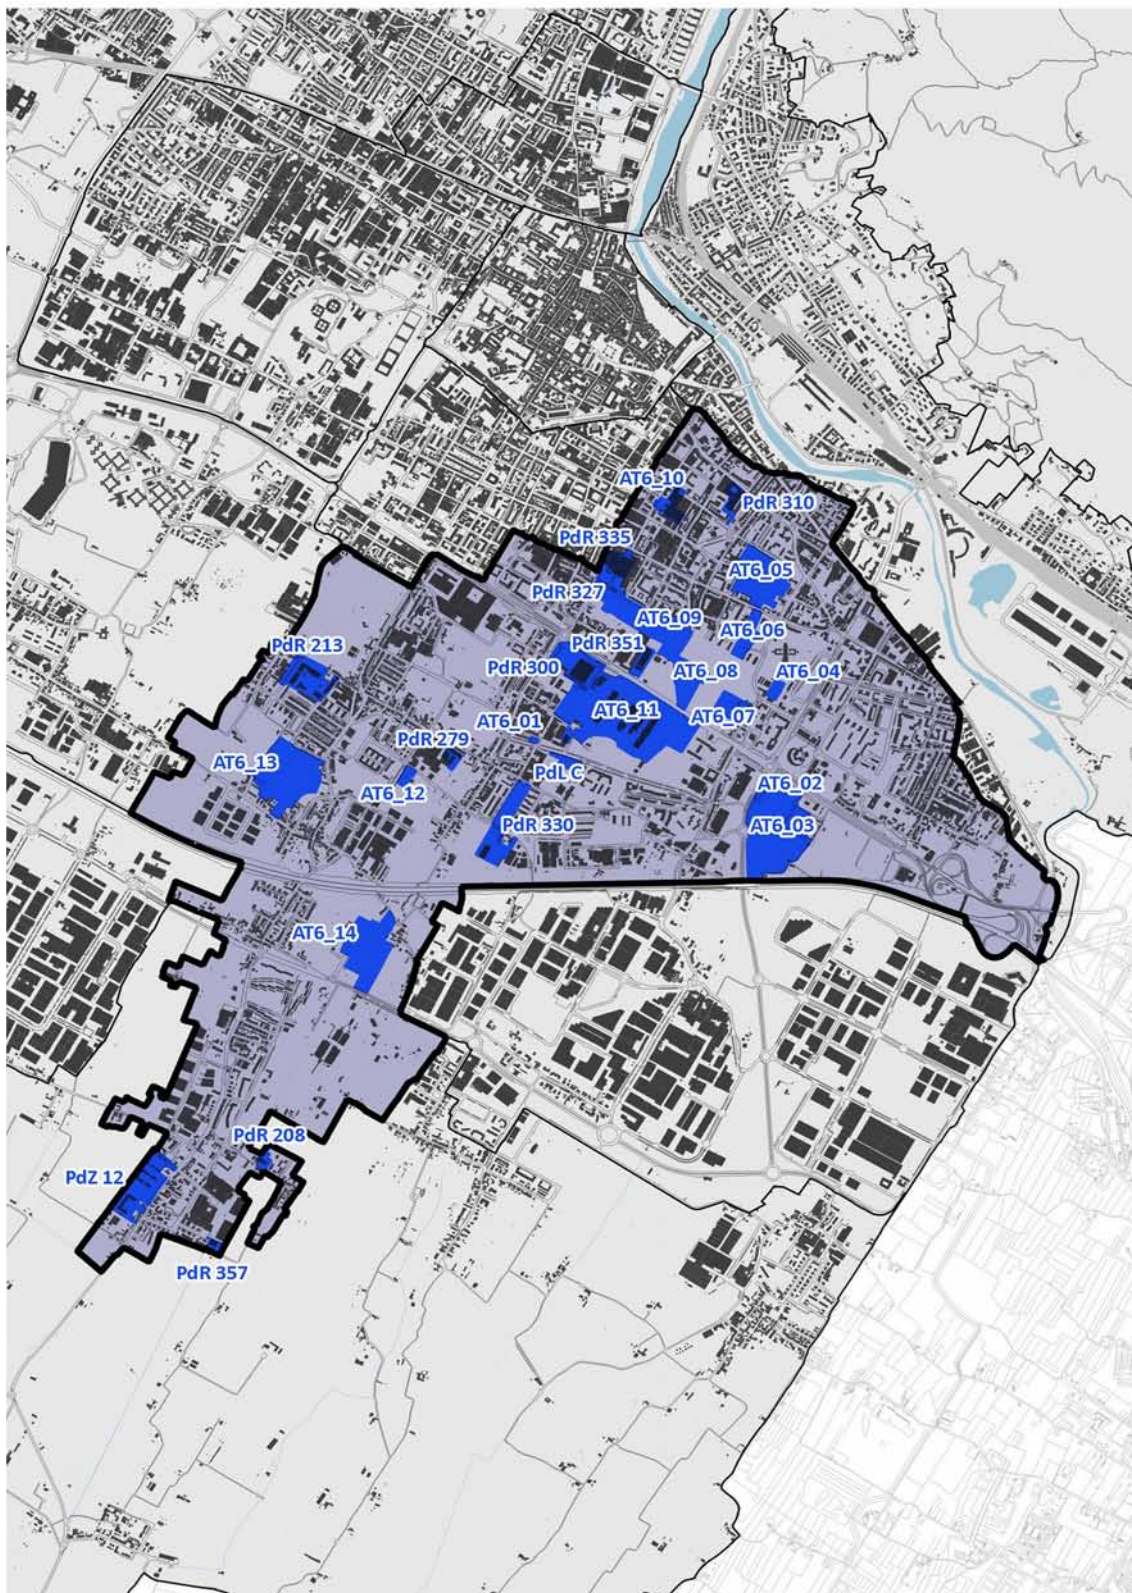 AT6_10
PdR 310
PdR 335
AT6_05
PdR 327
AT6_09
AT6_06
PdR 213
PdR 351
PdR 300
AT6_08
AT6_04
AT6_01
AT6_11
AT6_07
PdR 279
AT6_13
PdL C
AT6_12
AT6_02
PdR 330
AT6_03
AT6_14
PdR 208
PdZ 12
PdR 357